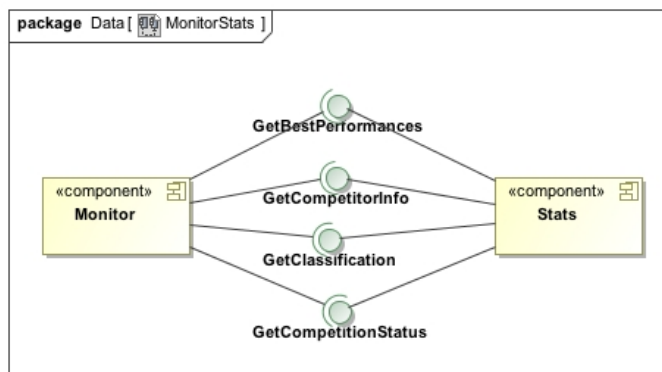 package Data [ MonitorStats ]
GetBestPerformances
«component»
Monitor
GetCompetitorInfo
«component»
Stats
GetClassification
GetCompetitionStatus